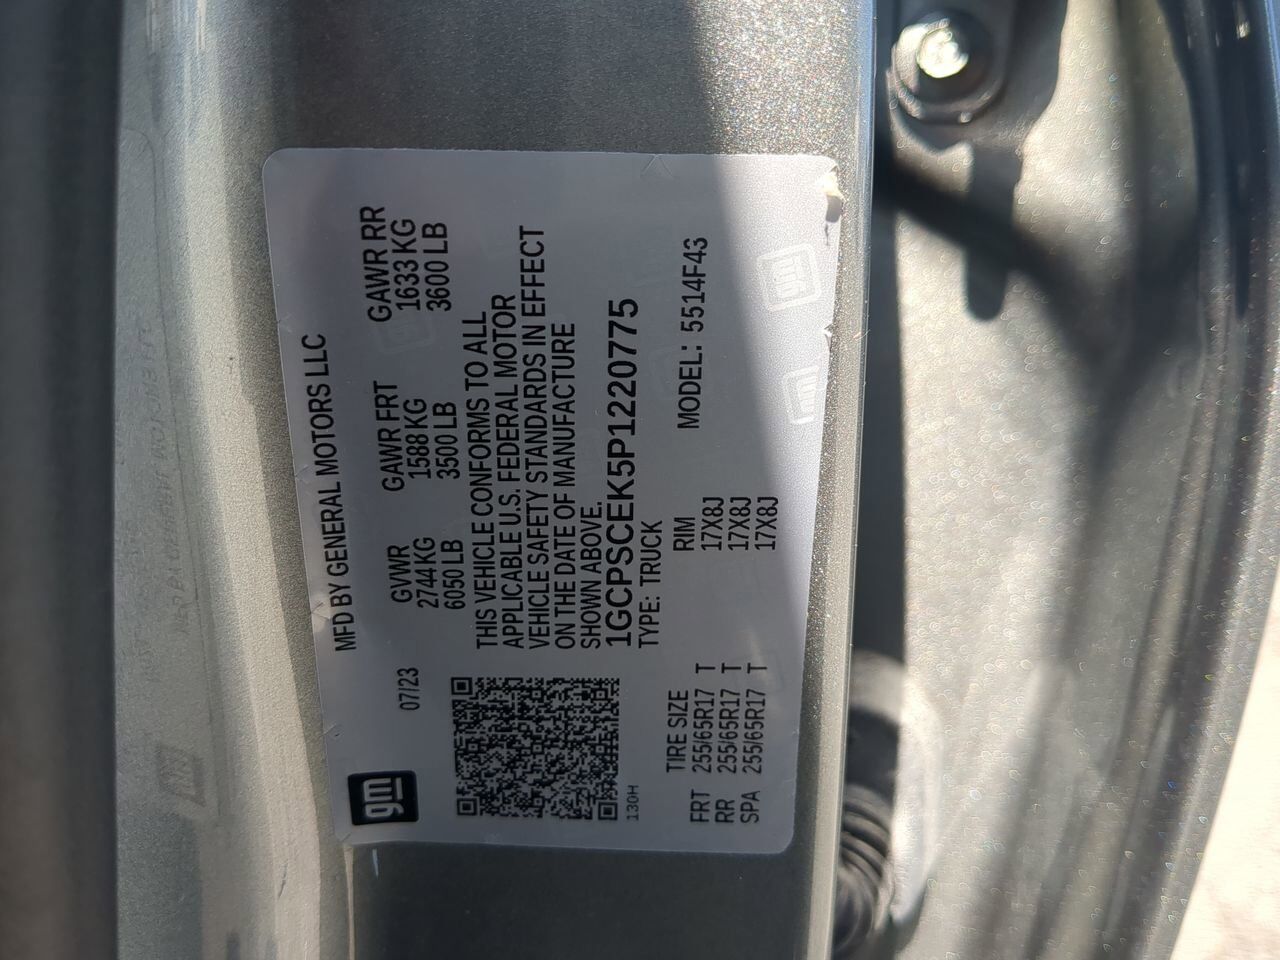 gm
07/23
MFD BY GENERAL MOTORS LLC
GVWR GAWR FRT GAWR RR
2744 KG 1588 KG 1633 KG
6050 LB 3500 LB 3600 LB
THIS VEHICLE CONFORMS TO ALL
APPLICABLE U.S. FEDERAL MOTOR
VEHICLE SAFETY STANDARDS IN EFFECT
ON THE DATE OF MANUFACTURE
SHOWN ABOVE.
1GCPSCEK5P1220775
130H
TYPE: TRUCK MODEL: 5514F43
TIRE SIZE RIM
FRT 255/65R17 T 17X8J
RR 255/65R17 T 17X8J
SPA 255/65R17 T 17X8J